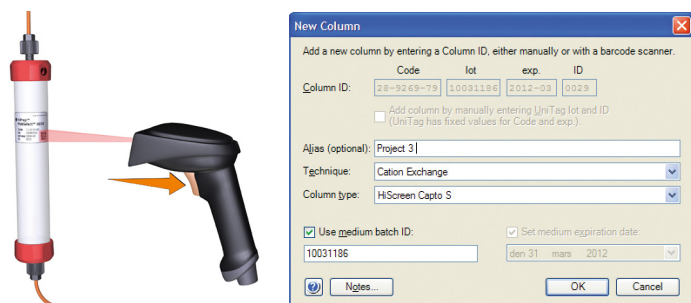 New Column
Add a new column by entering a Column ID, either manually or with a barcode scanner.
Code lot exp. ID
Column ID: 28-9269-79 10031186 2012-03 0029
Add column by manually entering UniTag lot and ID
(UniTag has fixed values for Code and exp.)
Alias (optional): Project 3
Technique: Cation Exchange
Column type: HiScreen Capto S
Use medium batch ID: Set medium expiration date:
10031186 den 31 mars 2012
Notes... OK Cancel